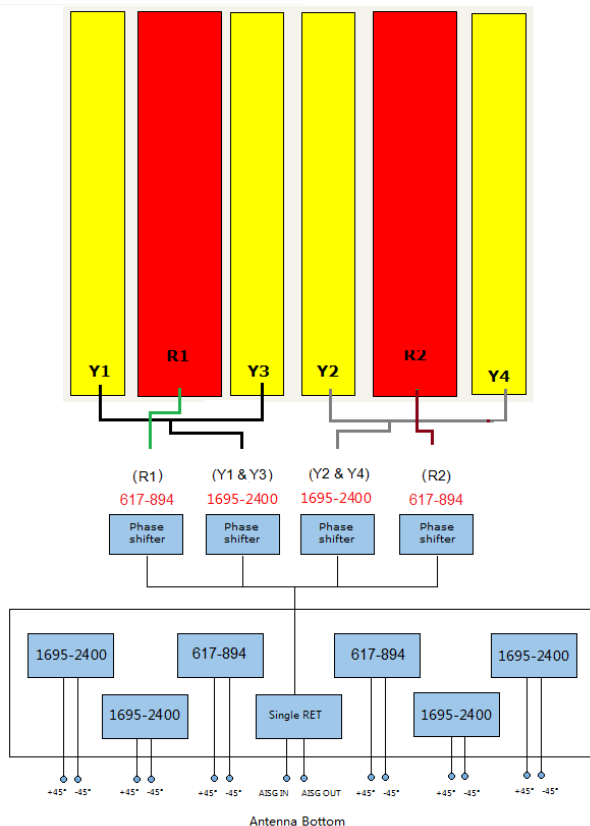 Y1
R1
Y3
Y2
R2
Y4
(R1)
(Y1 & Y3)
(Y2 & Y4)
(R2)
617-894
1695-2400
1695-2400
617-894
Phase
shifter
Phase
shifter
Phase
shifter
Phase
shifter
1695-2400
617-894
617-894
1695-2400
1695-2400
Single RET
1695-2400
+45° -45°
+45° -45°
+45° -45°
AISG IN AISG OUT
+45° -45°
+45° -45°
+45° -45°
Antenna Bottom